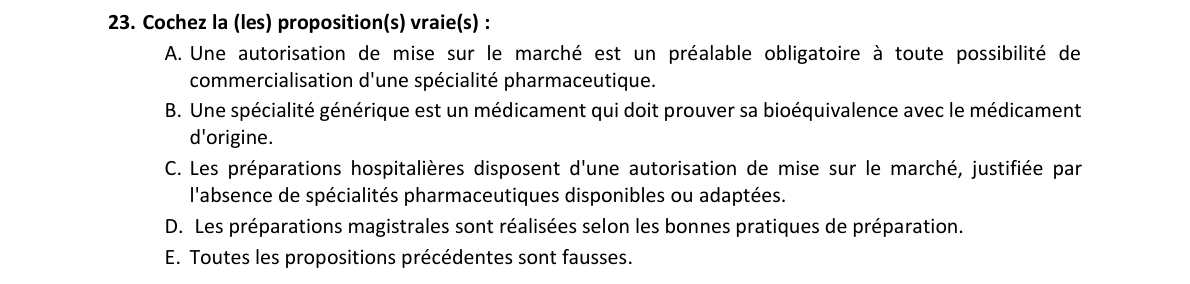 23. Cochez la (les) proposition(s) vraie(s) :
A. Une autorisation de mise sur le marché est un préalable obligatoire à toute possibilité de
commercialisation d'une spécialité pharmaceutique.
B. Une spécialité générique est un médicament qui doit prouver sa bioéquivalence avec le médicament
d'origine.
C. Les préparations hospitalières disposent d'une autorisation de mise sur le marché, justifiée par
l'absence de spécialités pharmaceutiques disponibles ou adaptées.
D. Les préparations magistrales sont réalisées selon les bonnes pratiques de préparation.
E. Toutes les propositions précédentes sont fausses.